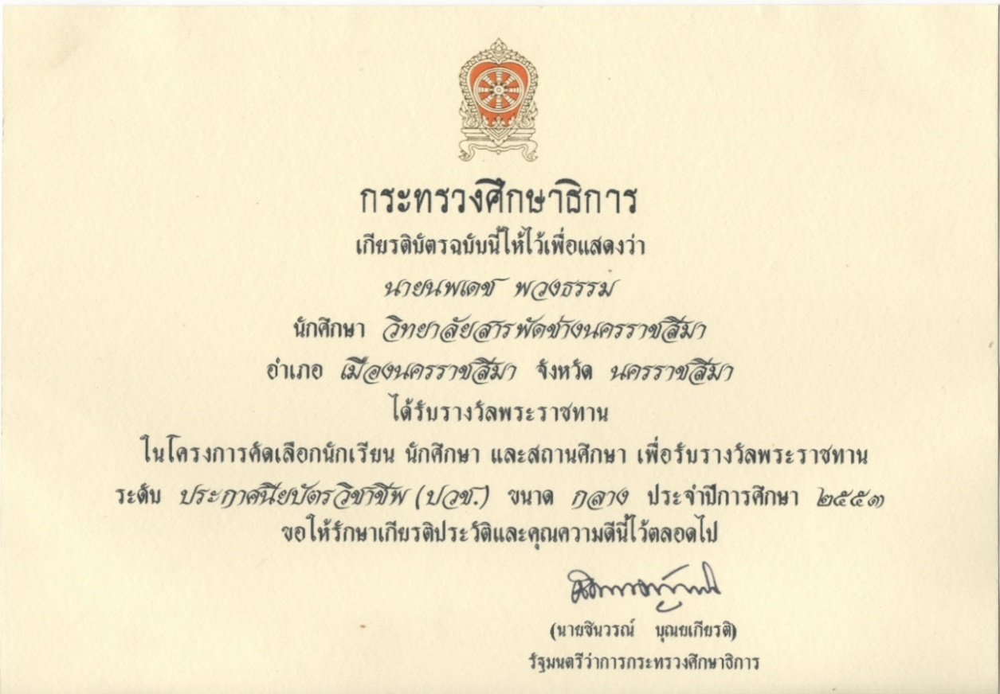 กระทรวงศึกษาธิการ
เกียรติบัตรฉบับนี้ให้ไว้เพื่อแสดงว่า
นายนพเดช พวงธรรม
นักศึกษา วิทยาลัยสารพัดช่างนครราชสีมา
อำเภอ เมืองนครราชสีมา จังหวัด นครราชสีมา
ได้รับรางวัลพระราชทาน
ในโครงการคัดเลือกนักเรียน นักศึกษา และสถานศึกษา เพื่อรับรางวัลพระราชทาน
ระดับ ประกาศนียบัตรวิชาชีพ (ปวช.) ขนาด กลาง ประจำปีการศึกษา ๒๕๕๓
ขอให้รักษาเกียรติประวัติและคุณความดีนี้ไว้ตลอดไป
(นายชินวรณ์ บุณยเกียรติ)
รัฐมนตรีว่าการกระทรวงศึกษาธิการ